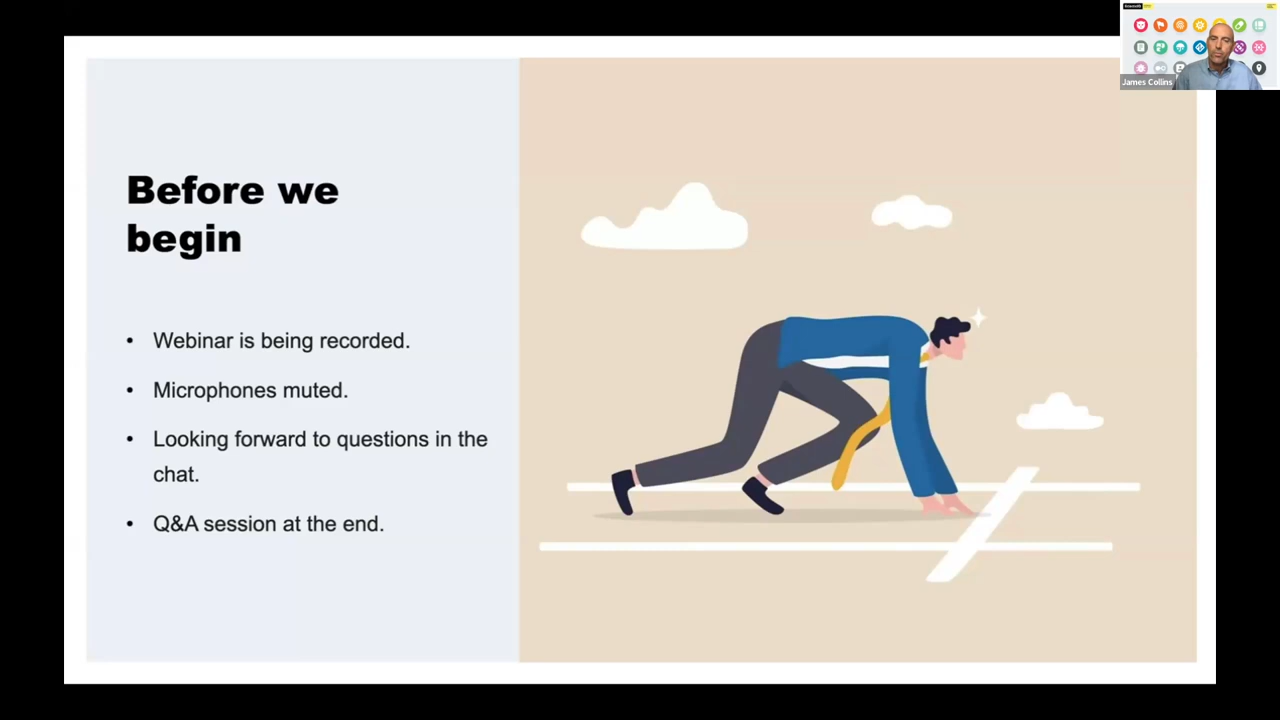 Before we
begin
• Webinar is being recorded.
• Microphones muted.
• Looking forward to questions in the
chat.
• Q&A session at the end.
James Collins